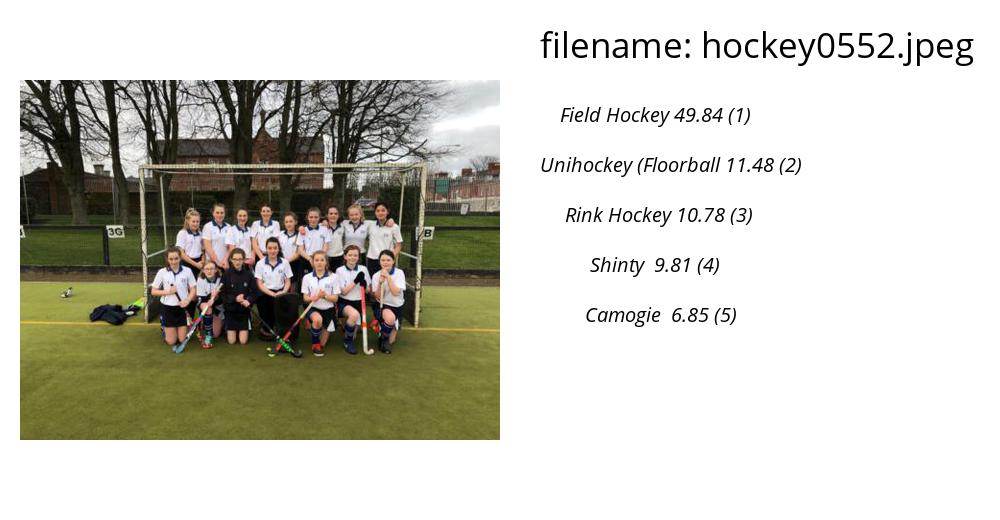 filename: hockey0552.jpeg
Field Hockey 49.84 (1)
Unihockey (Floorball 11.48 (2)
Rink Hockey 10.78 (3)
Shinty 9.81 (4)
Camogie 6.85 (5)
3G
B